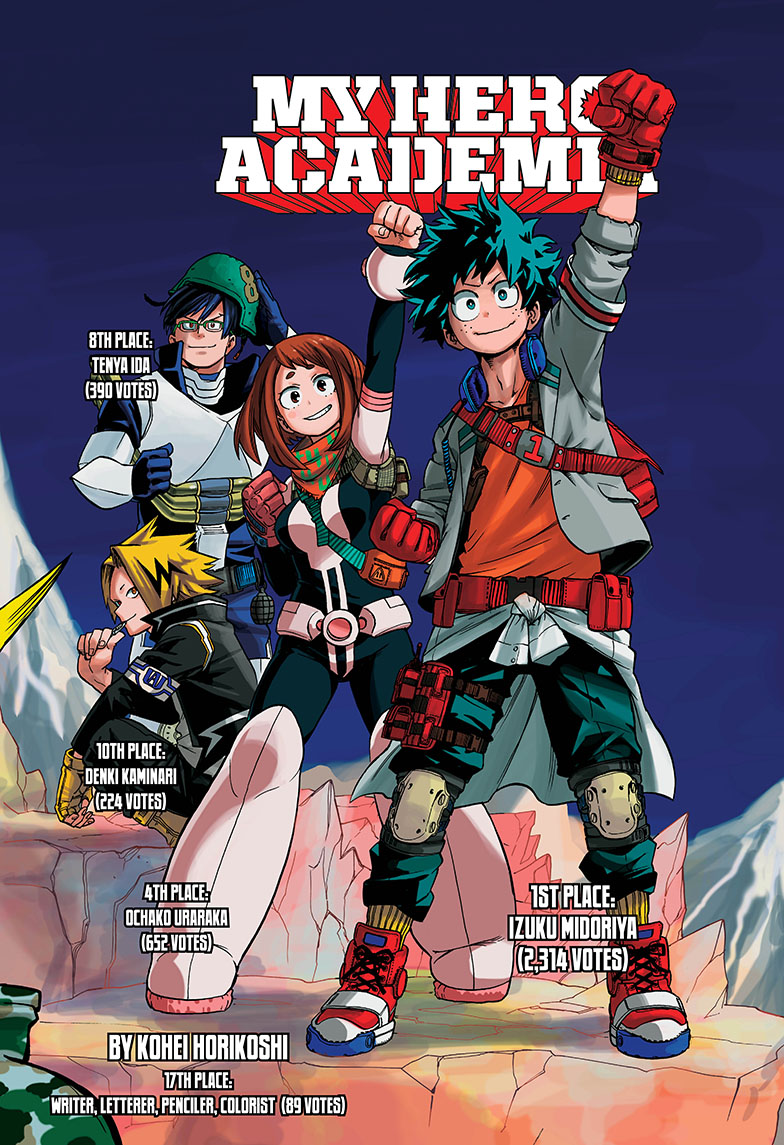 MY HERO
ACADEMIA
8TH PLACE:
TENYA IDA
(390 VOTES)
10TH PLACE:
DENKI KAMINARI
(224 VOTES)
4TH PLACE:
OCHAKO URARAKA
(652 VOTES)
1ST PLACE:
IZUKU MIDORIYA
(2,314 VOTES)
1
8
W
BY KOHEI HORIKOSHI
17TH PLACE:
WRITER, LETTERER, PENCILER, COLORIST (89 VOTES)